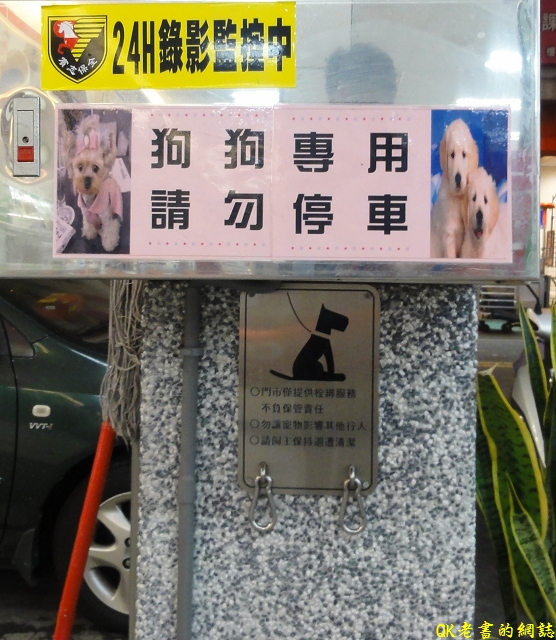 24H錄影監控中
狗狗專用
請勿停車
○門市僅提供栓綁服務
不負保管責任
○勿讓寵物影響其他行人
○請飼主保持週遭清潔
VVT-i
QK老書的網誌